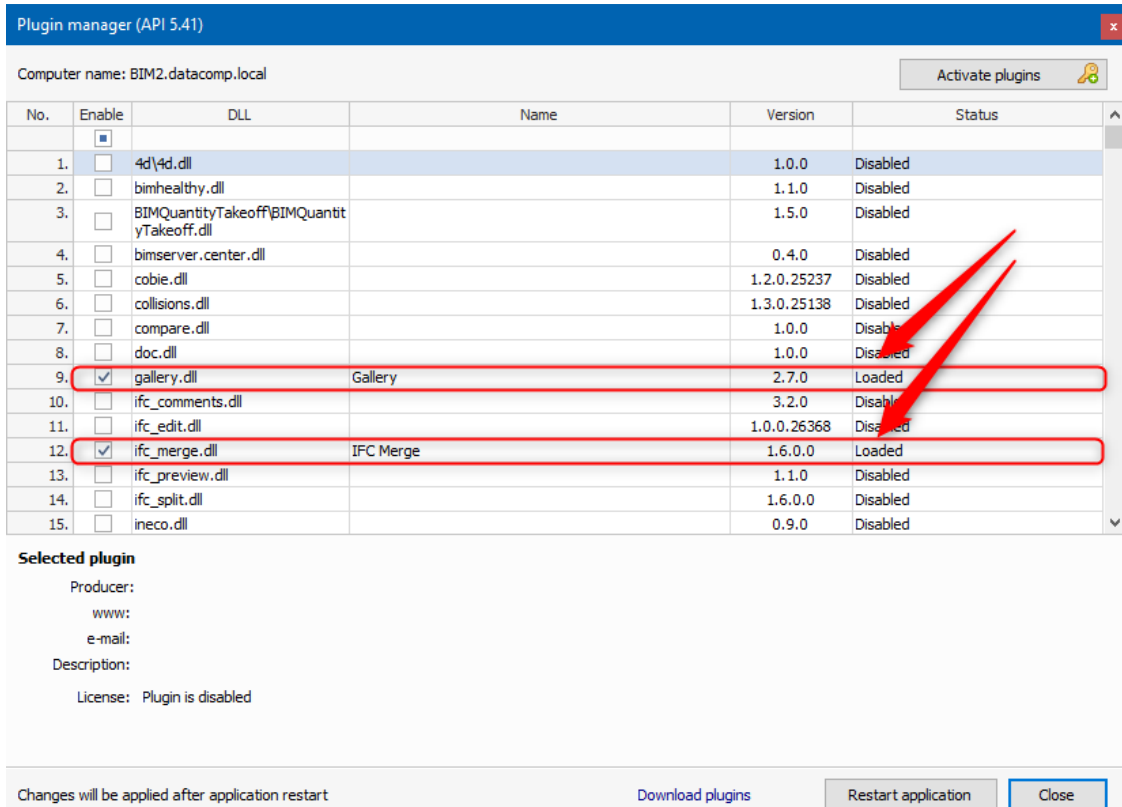 Plugin manager (API 5.41)
x
Computer name: BIM2.datacomp.local
Activate plugins
No. Enable DLL Name Version Status
1. 4d\4d.dll 1.0.0 Disabled
2. bimhealthy.dll 1.1.0 Disabled
3. BIMQuantityTakeoff\BIMQuantit 1.5.0 Disabled
yTakeoff.dll
4. bimserver.center.dll 0.4.0 Disabled
5. cobie.dll 1.2.0.25237 Disabled
6. collisions.dll 1.3.0.25138 Disabled
7. compare.dll 1.0.0 Disabled
8. doc.dll 1.0.0 Disabled
9. gallery.dll Gallery 2.7.0 Loaded
10. ifc_comments.dll 3.2.0 Disabled
11. ifc_edit.dll 1.0.0.26368 Disabled
12. ifc_merge.dll IFC Merge 1.6.0.0 Loaded
13. ifc_preview.dll 1.1.0 Disabled
14. ifc_split.dll 1.6.0.0 Disabled
15. ineco.dll 0.9.0 Disabled
Selected plugin
Producer:
www:
e-mail:
Description:
License: Plugin is disabled
Changes will be applied after application restart
Download plugins
Restart application
Close